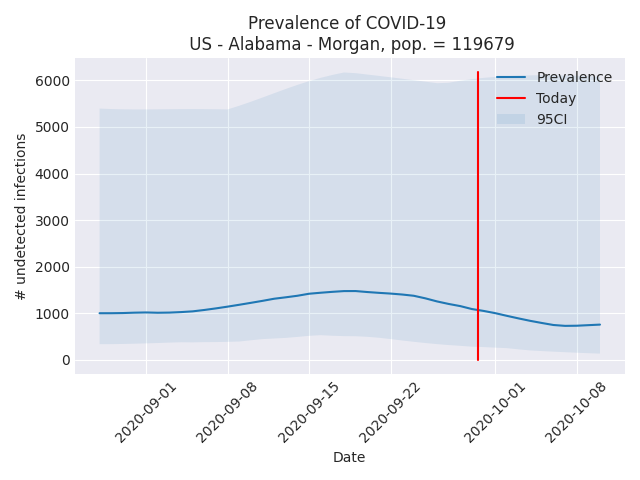 Prevalence of COVID-19
US - Alabama - Morgan, pop. = 119679
6000
5000
4000
3000
2000
1000
0
# undetected infections
Prevalence
Today
95CI
2020-09-01
2020-09-08
2020-09-15
2020-09-22
2020-10-01
2020-10-08
Date